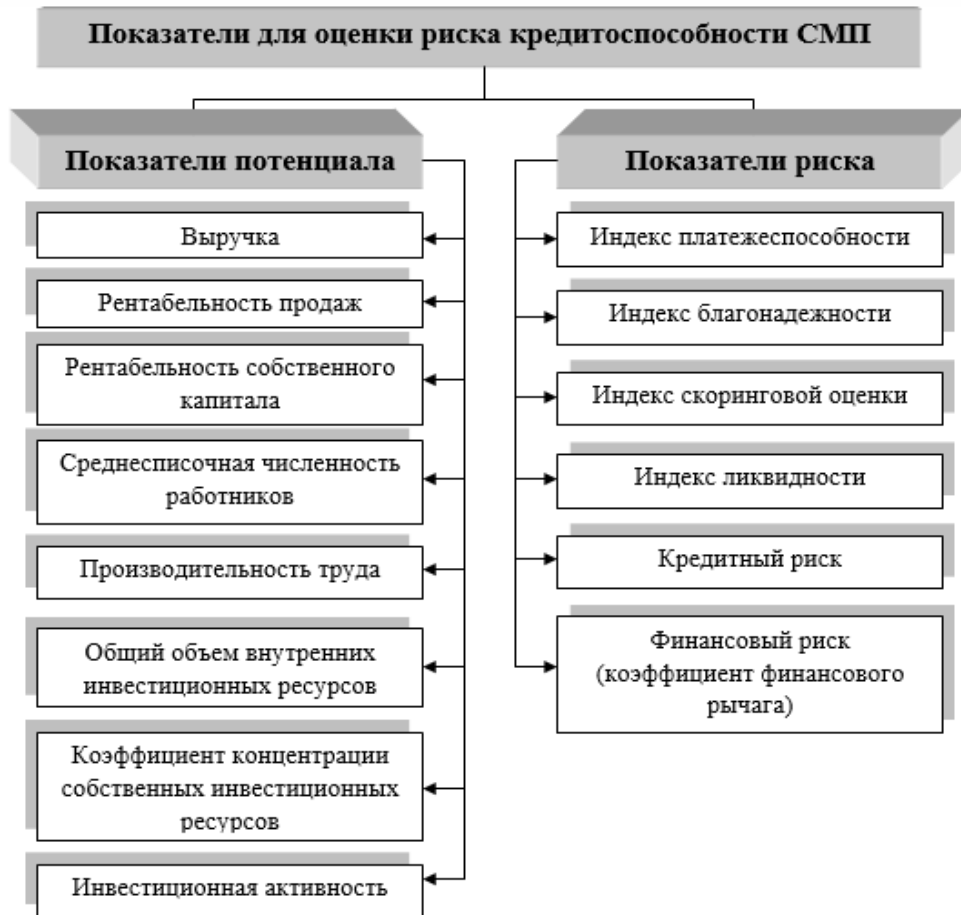 Показатели для оценки риска кредитоспособности СМП
Показатели потенциала
Выручка
Рентабельность продаж
Рентабельность собственного
капитала
Среднесписочная численность
работников
Производительность труда
Общий объем внутренних
инвестиционных ресурсов
Коэффициент концентрации
собственных инвестиционных
ресурсов
Инвестиционная активность
Показатели риска
Индекс платежеспособности
Индекс благонадежности
Индекс скоринговой оценки
Индекс ликвидности
Кредитный риск
Финансовый риск
(коэффициент финансового
рычага)